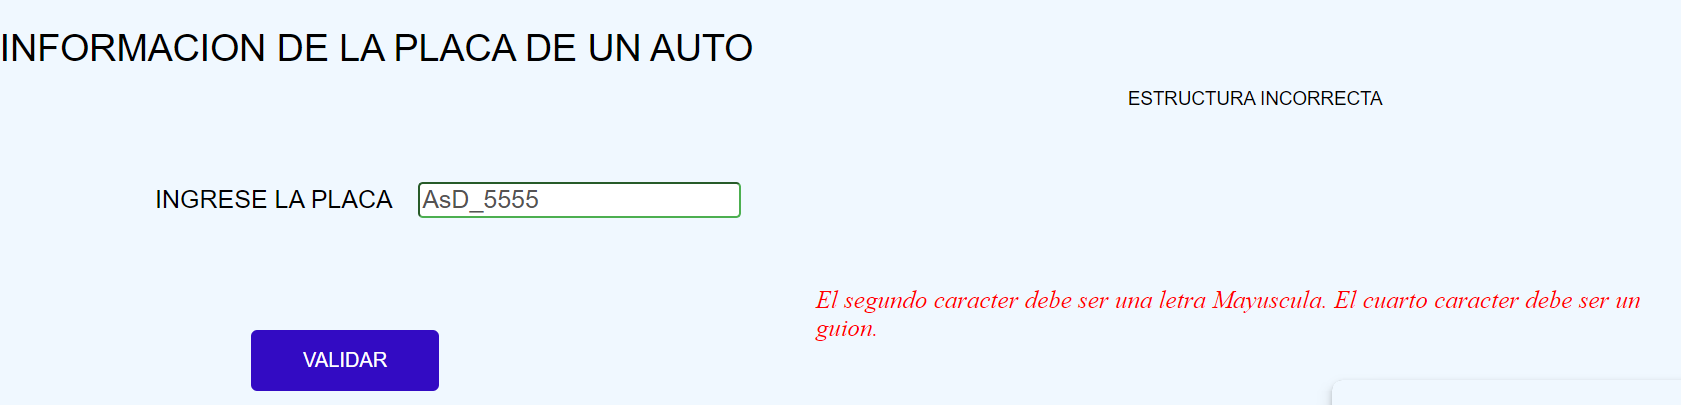 INFORMACION DE LA PLACA DE UN AUTO
ESTRUCTURA INCORRECTA
INGRESE LA PLACA
AsD_5555
El segundo caracter debe ser una letra Mayuscula. El cuarto caracter debe ser un
guion.
VALIDAR